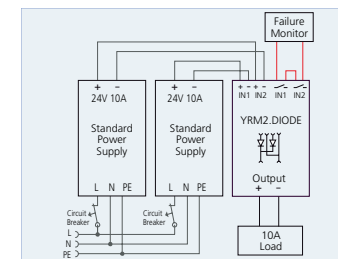 Failure
Monitor
+ − + − + − + −
24V 10A 24V 10A IN1 IN2 IN1 IN2
YRM2.DIODE
Standard
Power
Supply
Standard
Power
Supply
Output
+ −
L N PE L N PE
Circuit
Breaker
Circuit
Breaker
10A
Load
L
N
PE